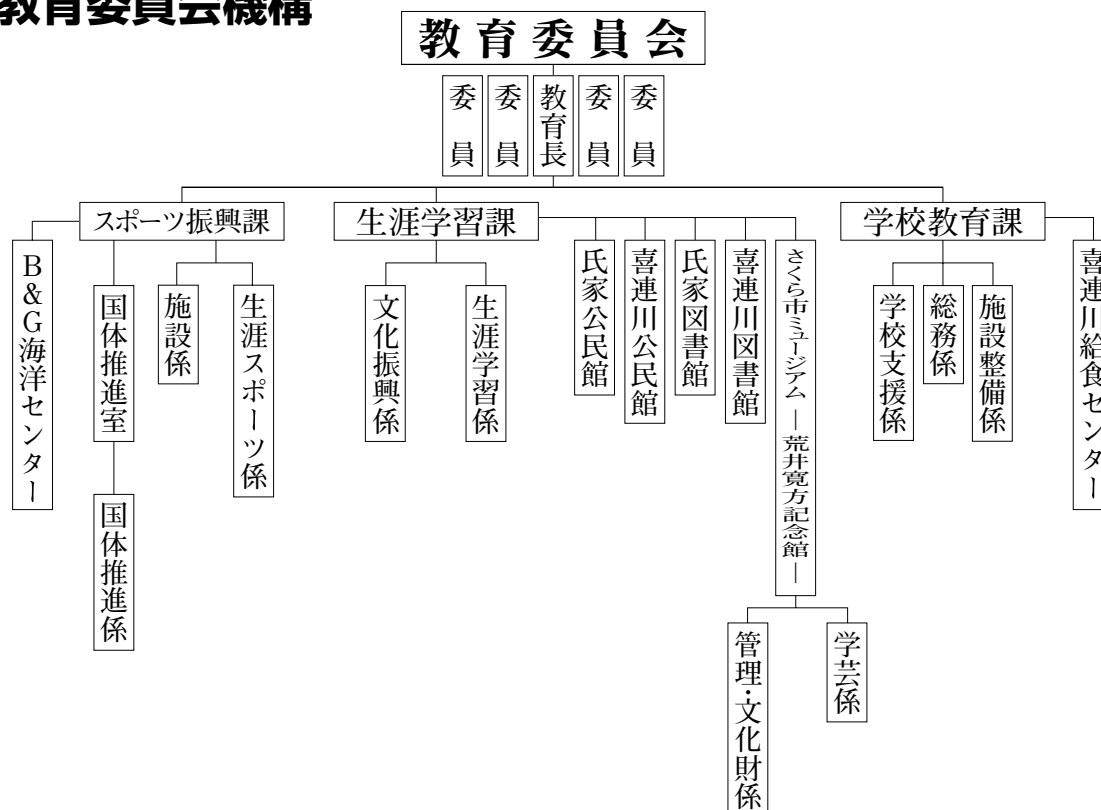 教育委員会機構
教育委員会
委員
委員
教育長
委員
委員
スポーツ振興課
生涯学習課
学校教育課
B&G海洋センター
国体推進室
施設係
生涯スポーツ係
国体推進係
文化振興係
生涯学習係
氏家公民館
喜連川公民館
氏家図書館
喜連川図書館
さくら市ミュージアム ―荒井寛方記念館―
管理・文化財係
学芸係
学校支援係
総務係
施設整備係
喜連川給食センター